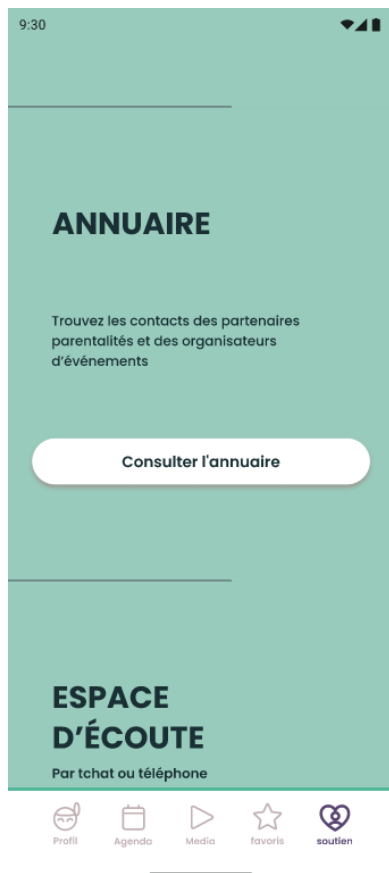 9:30
ANNUAIRE
Trouvez les contacts des partenaires
parentalités et des organisateurs
d'événements
Consulter l'annuaire
ESPACE
D'ÉCOUTE
Par tchat ou téléphone
Profil Agenda Media favoris soutien